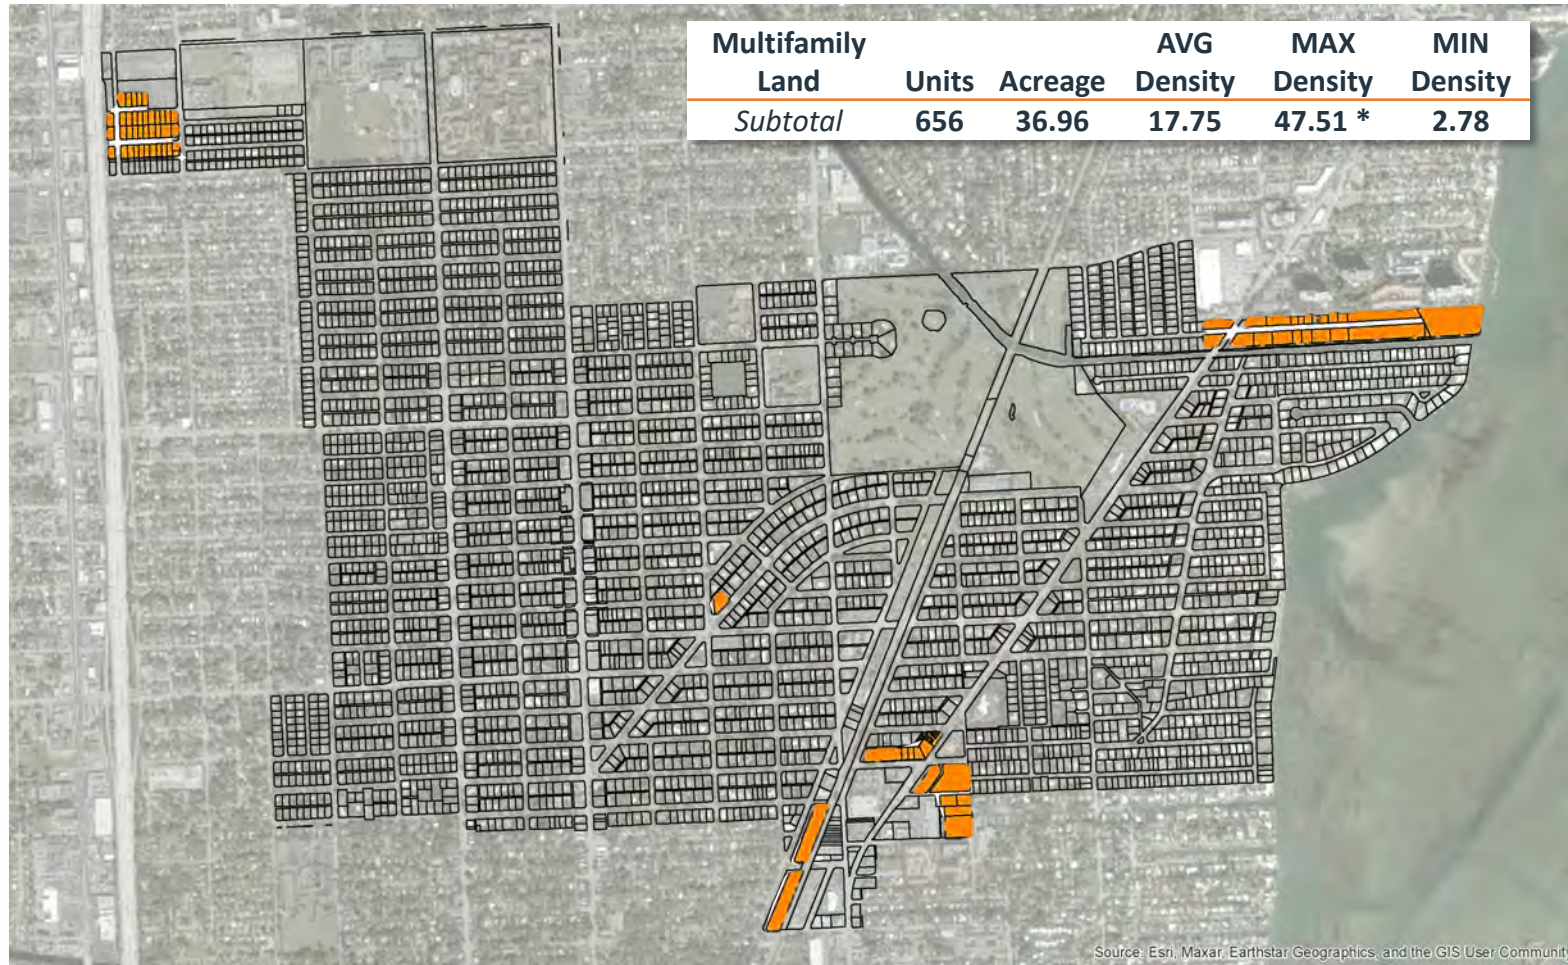 Multifamily Land Units Acreage AVG Density MAX Density MIN Density
Subtotal 656 36.96 17.75 47.51 * 2.78
Source: Esri, Maxar, Earthstar Geographics, and the GIS User Communit